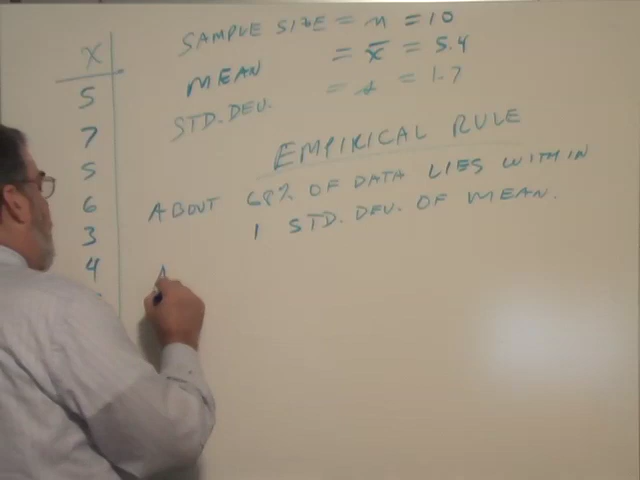 X
5
7
5
6
3
4
SAMPLE SIZE = n = 10
MEAN = x̄ = 5.4
STD. DEV. = s = 1.7
EMPIRICAL RULE
ABOUT 68% OF DATA LIES WITHIN
1 STD. DEV. OF MEAN.
A